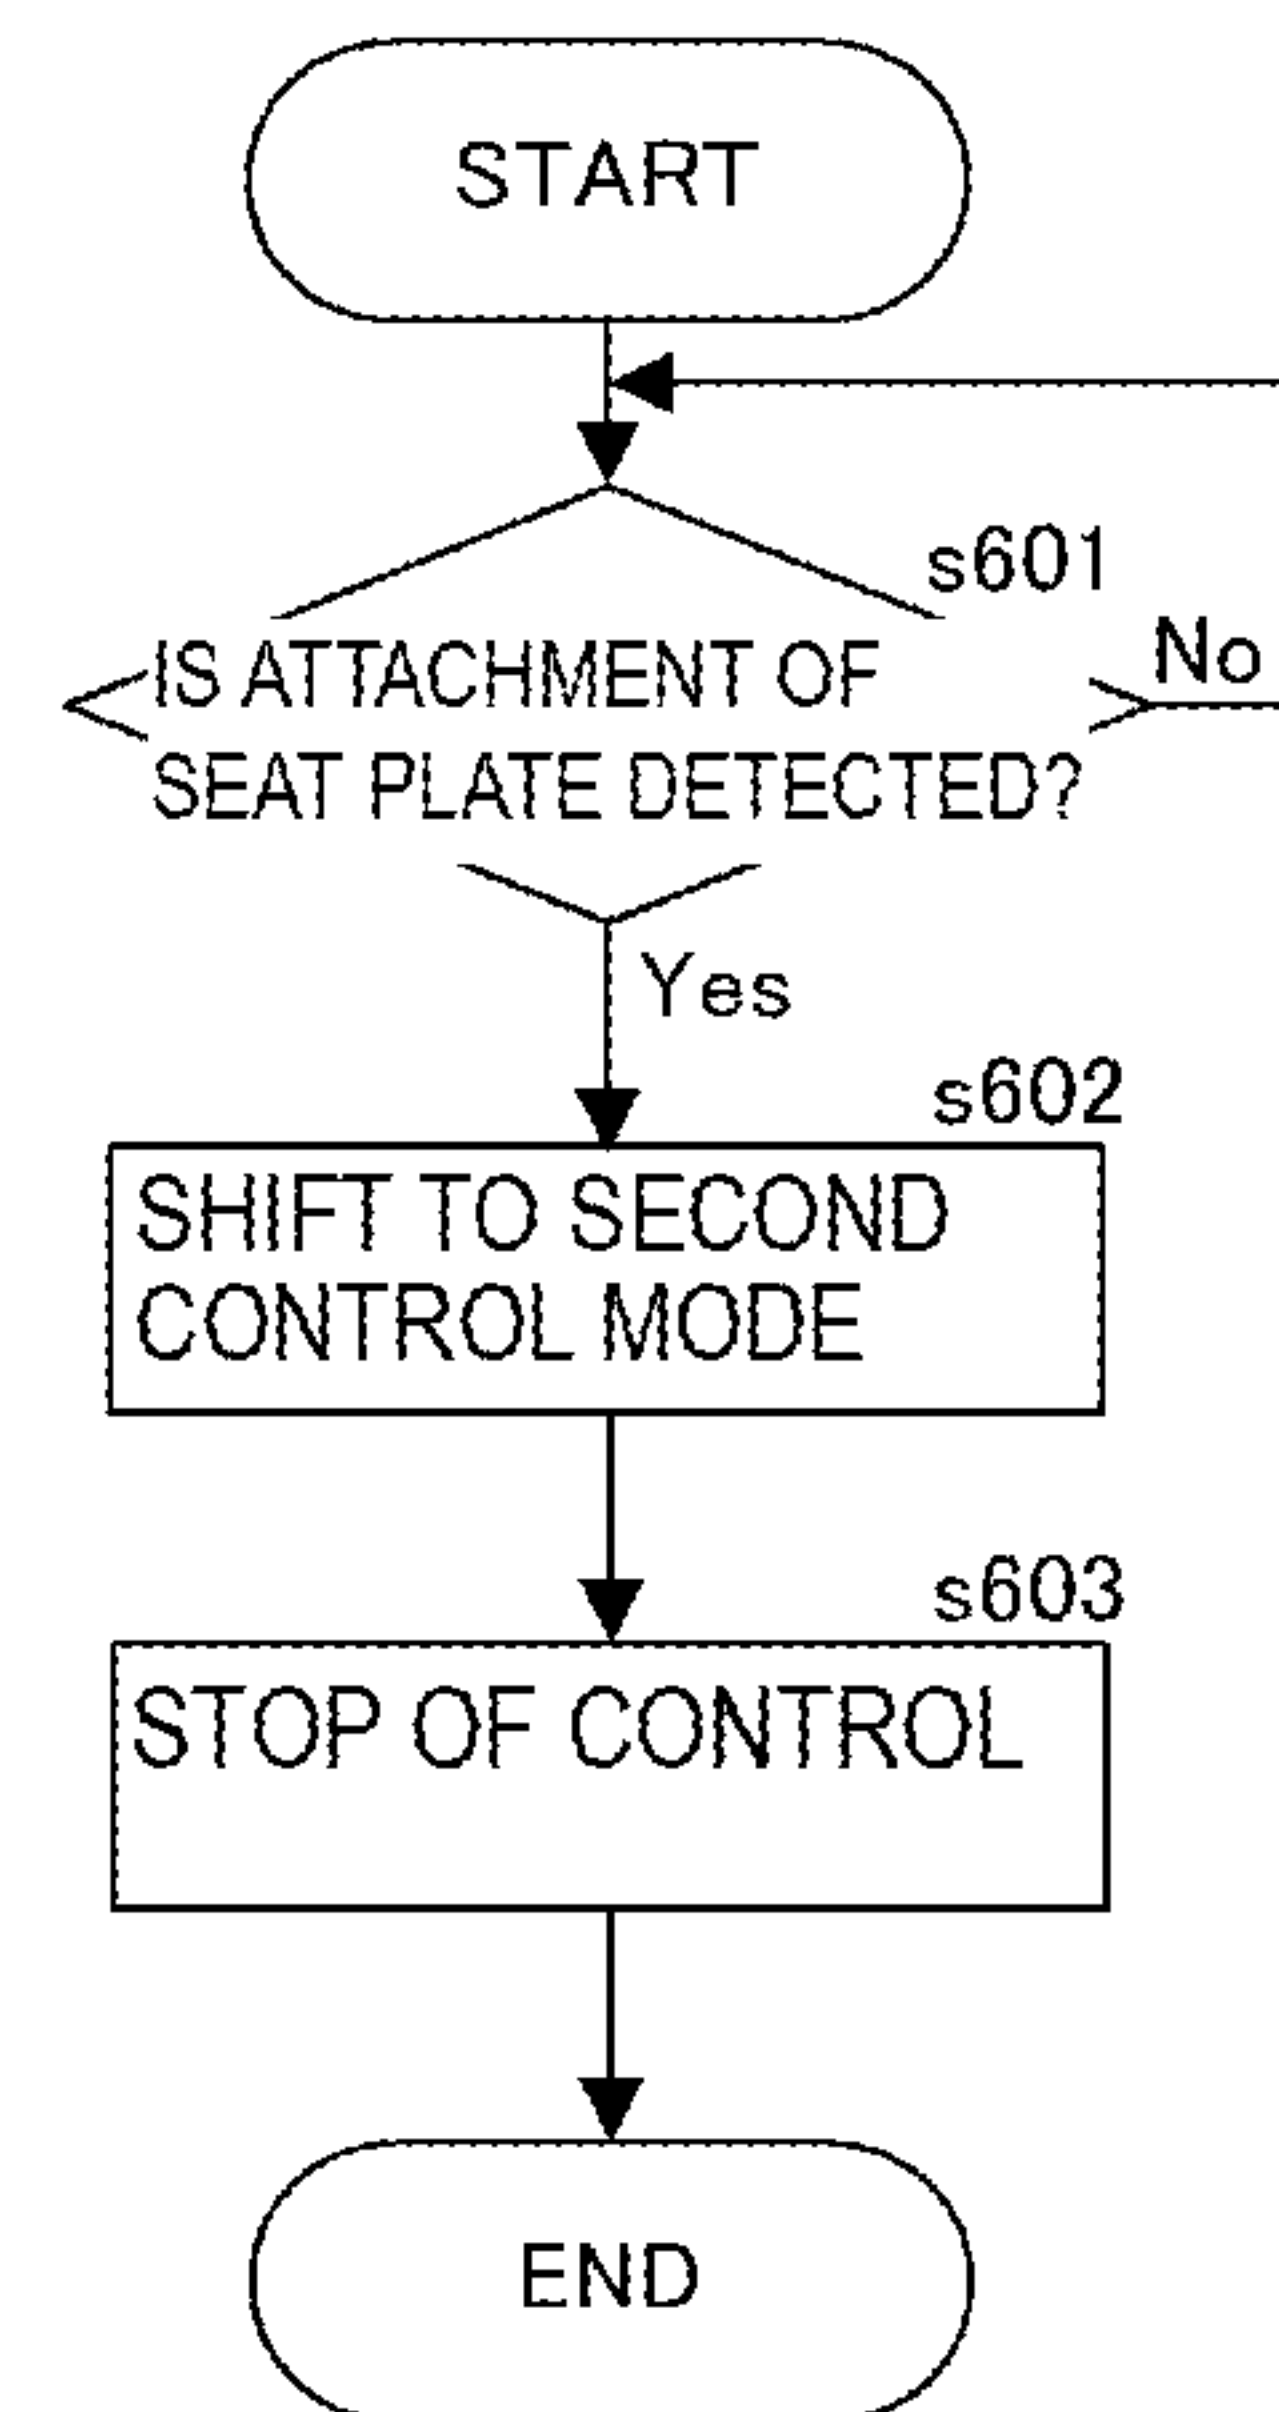 START
s601
IS ATTACHMENT OF
SEAT PLATE DETECTED?
No
Yes
s602
SHIFT TO SECOND
CONTROL MODE
s603
STOP OF CONTROL
END